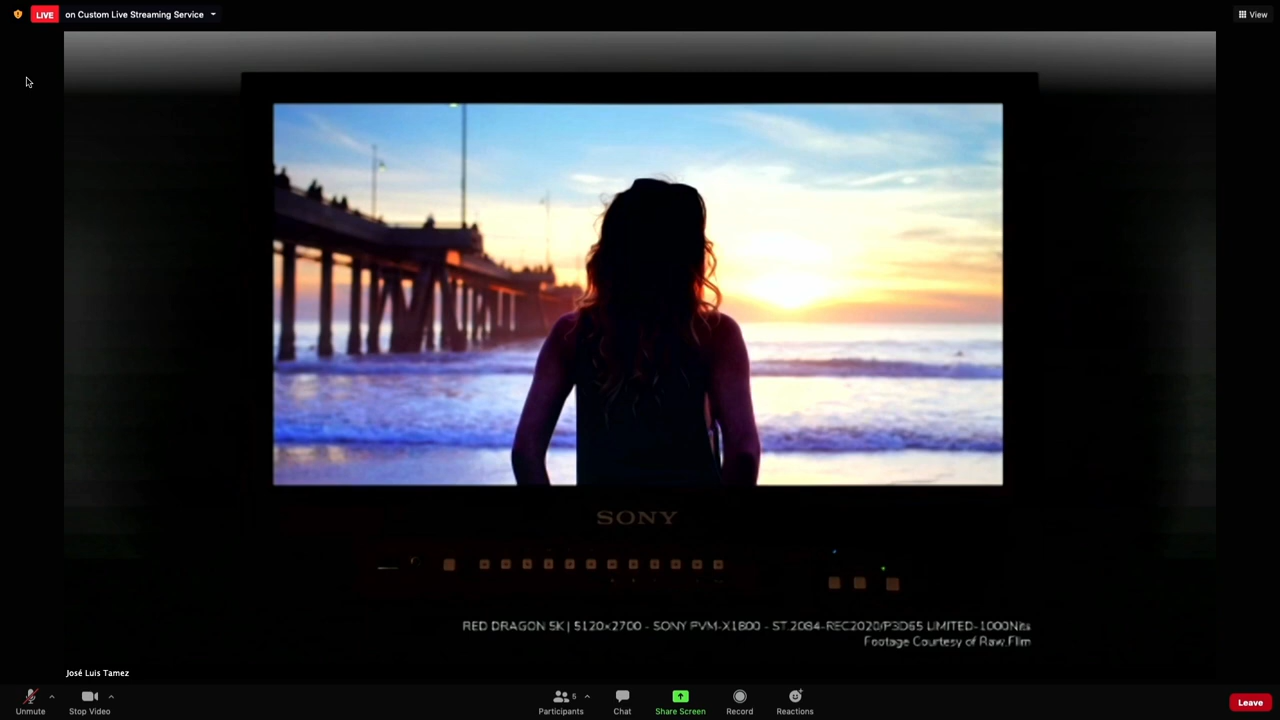 LIVE
on Custom Live Streaming Service
View
SONY
RED DRAGON 5K | 5120x2700 - SONY PVM-X1800 - ST.2084-REC2020/P3D65 LIMITED-1000Nits
Footage Courtesy of Raw.Film
José Luis Tamez
Unmute
Stop Video
5
Participants
Chat
Share Screen
Record
Reactions
Leave